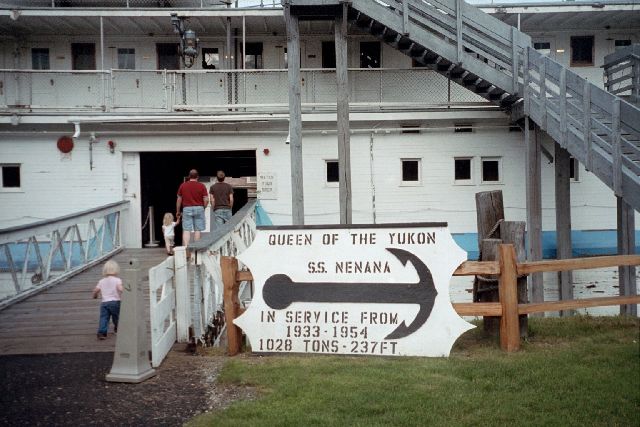 QUEEN OF THE YUKON
S.S. NENANA
IN SERVICE FROM
1933-1954
1028 TONS-237FT